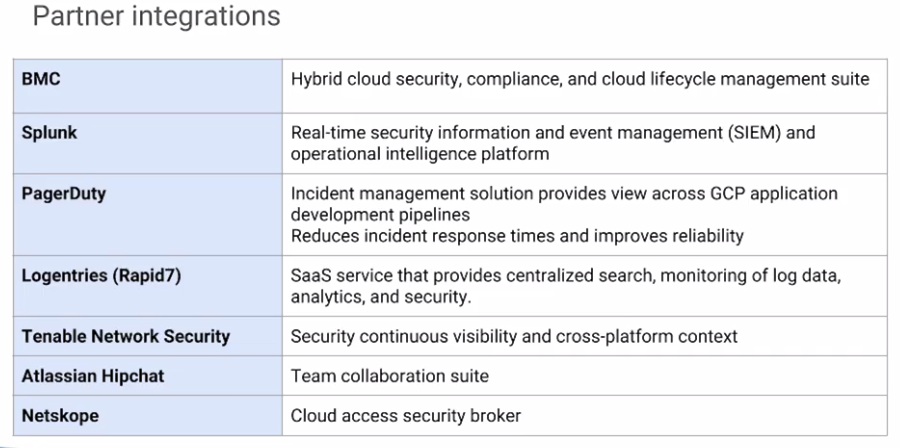 Partner integrations
BMC
Hybrid cloud security, compliance, and cloud lifecycle management suite
Splunk
Real-time security information and event management (SIEM) and
operational intelligence platform
PagerDuty
Incident management solution provides view across GCP application
development pipelines
Reduces incident response times and improves reliability
Logentries (Rapid7)
SaaS service that provides centralized search, monitoring of log data,
analytics, and security.
Tenable Network Security
Security continuous visibility and cross-platform context
Atlassian Hipchat
Team collaboration suite
Netskope
Cloud access security broker